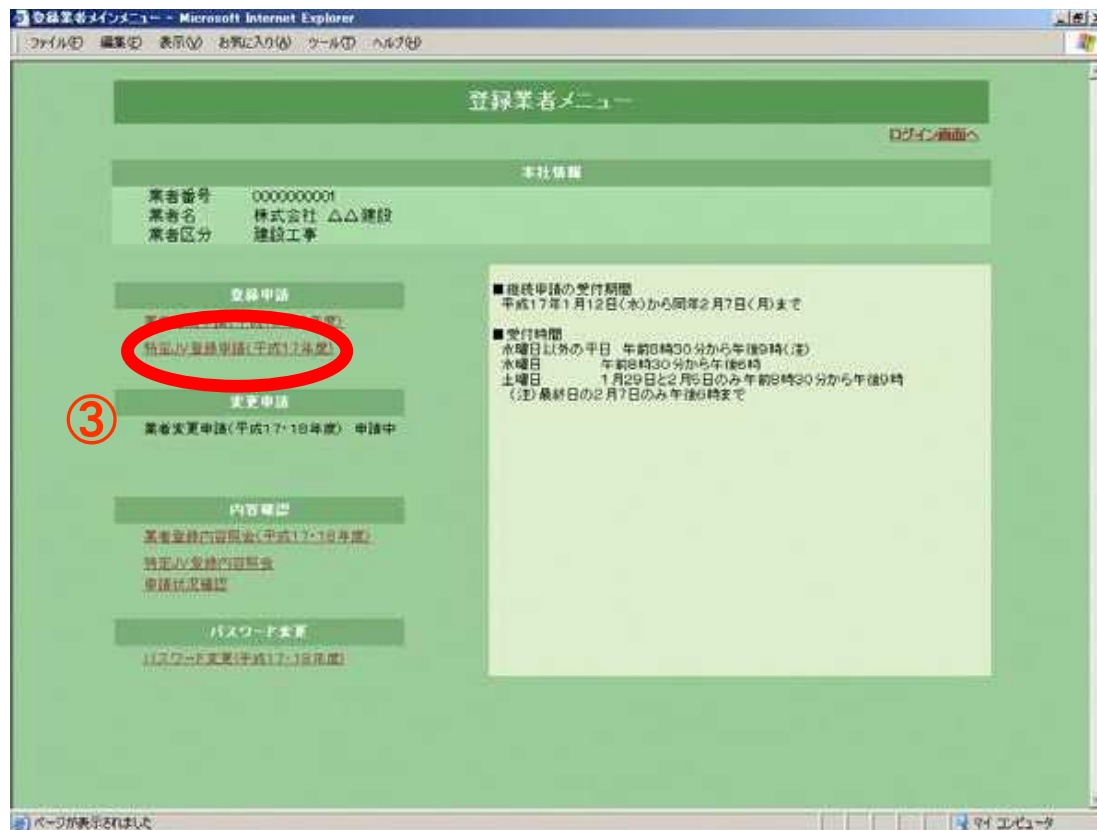 登録業者メインメニュー - Microsoft Internet Explorer
ファイル(F) 編集(E) 表示(V) お気に入り(A) ツール(T) ヘルプ(H)
登録業者メニュー
ログイン画面へ
本社情報
業者番号 0000000001
業者名 株式会社 △△建設
業者区分 建設工事
登録申請
特定JV登録申請(平成17年度)
③
変更申請
業者変更申請(平成17・18年度) 申請中
内容確認
業者登録内容照会(平成17・18年度)
特定JV登録内容照会
申請状況確認
パスワード変更
パスワード変更(平成17・18年度)
■継続申請の受付期間
平成17年1月12日(水)から同年2月7日(月)まで
■受付時間
水曜日以外の平日 午前8時30分から午後9時(注)
水曜日 午前8時30分から午後6時
土曜日 1月29日と2月5日のみ午前8時30分から午後9時
(注)最終日の2月7日のみ午後6時まで
ページが表示されました
マイ コンピュータ